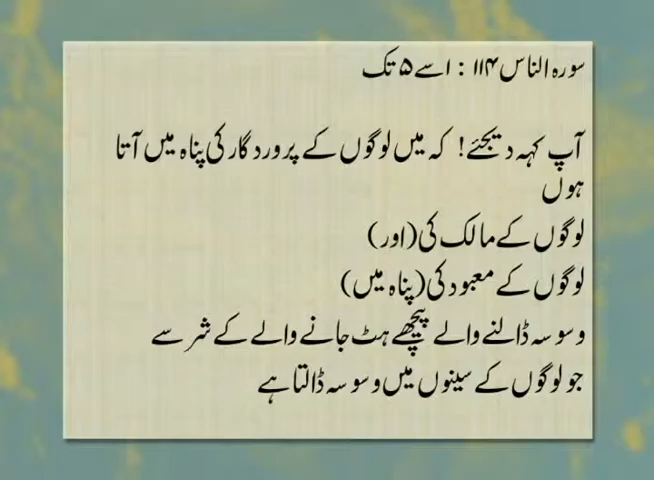 سورہ الناس ۱۱۴ : ۱ سے ۵ تک
آپ کہہ دیجئے! کہ میں لوگوں کے پروردگار کی پناہ میں آتا
ہوں
لوگوں کے مالک کی (اور)
لوگوں کے معبود کی (پناہ میں)
وسوسہ ڈالنے والے پیچھے ہٹ جانے والے کے شر سے
جو لوگوں کے سینوں میں وسوسہ ڈالتا ہے